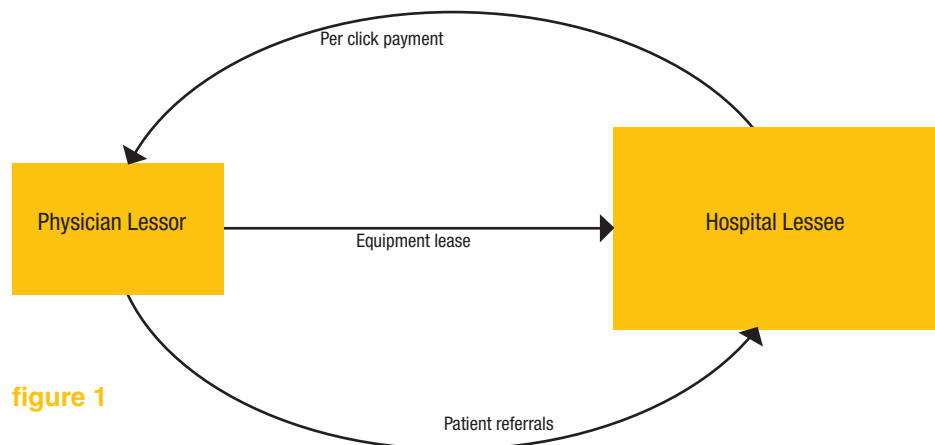 Per click payment
Physician Lessor
Hospital Lessee
Equipment lease
figure 1
Patient referrals